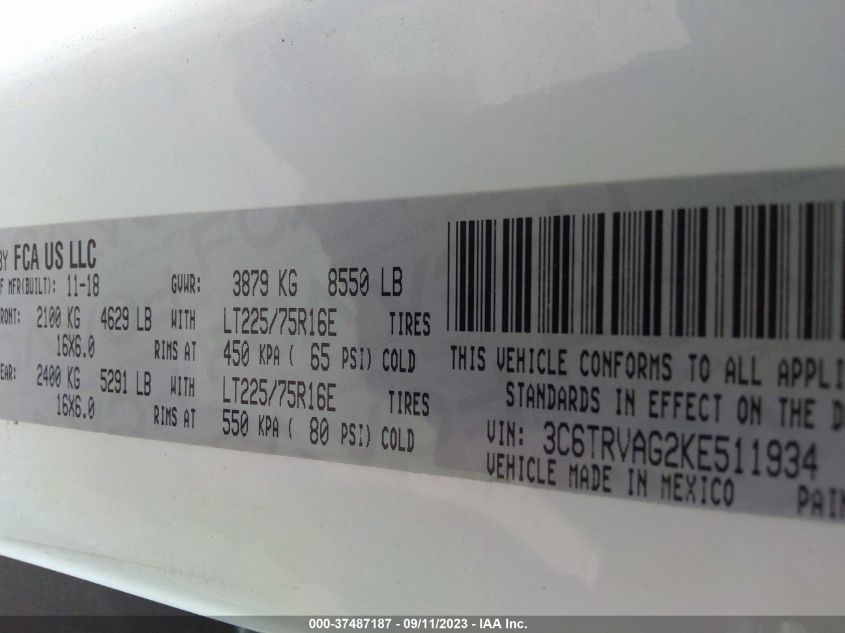 BY FCA US LLC
F MFR(BUILT): 11-18 GVWR: 3879 KG 8550 LB
FRONT: 2100 KG 4629 LB WITH LT225/75R16E TIRES
16X6.0 RIMS AT 450 KPA ( 65 PSI) COLD
EAR: 2400 KG 5291 LB WITH LT225/75R16E TIRES
16X6.0 RIMS AT 550 KPA ( 80 PSI) COLD
THIS VEHICLE CONFORMS TO ALL APPLI
STANDARDS IN EFFECT ON THE D
VIN: 3C6TRVAG2KE511934
VEHICLE MADE IN MEXICO PAIN
000-37487187 - 09/11/2023 - IAA Inc.